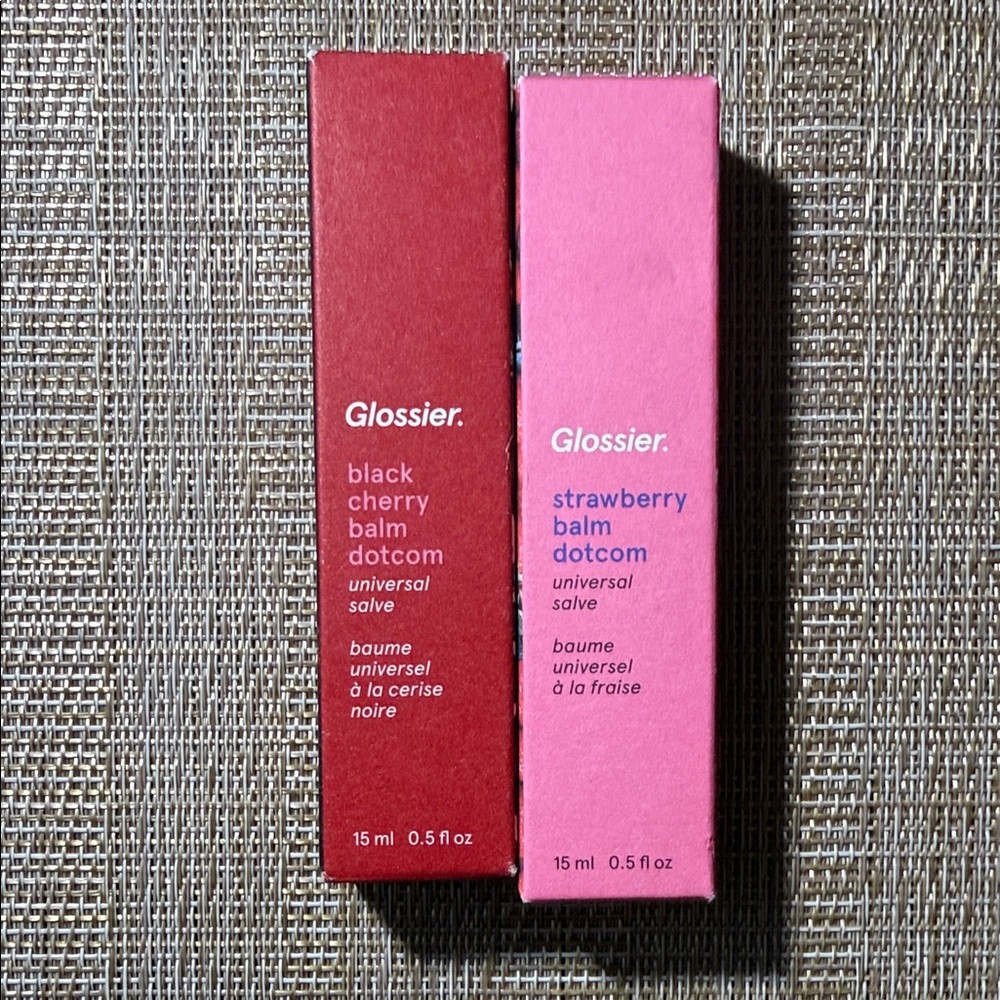 Glossier.
black
cherry
balm
dotcom
universal
salve
baume
universel
à la cerise
noire
15 ml 0.5 fl oz
Glossier.
strawberry
balm
dotcom
universal
salve
baume
universel
à la fraise
15 ml 0.5 fl oz